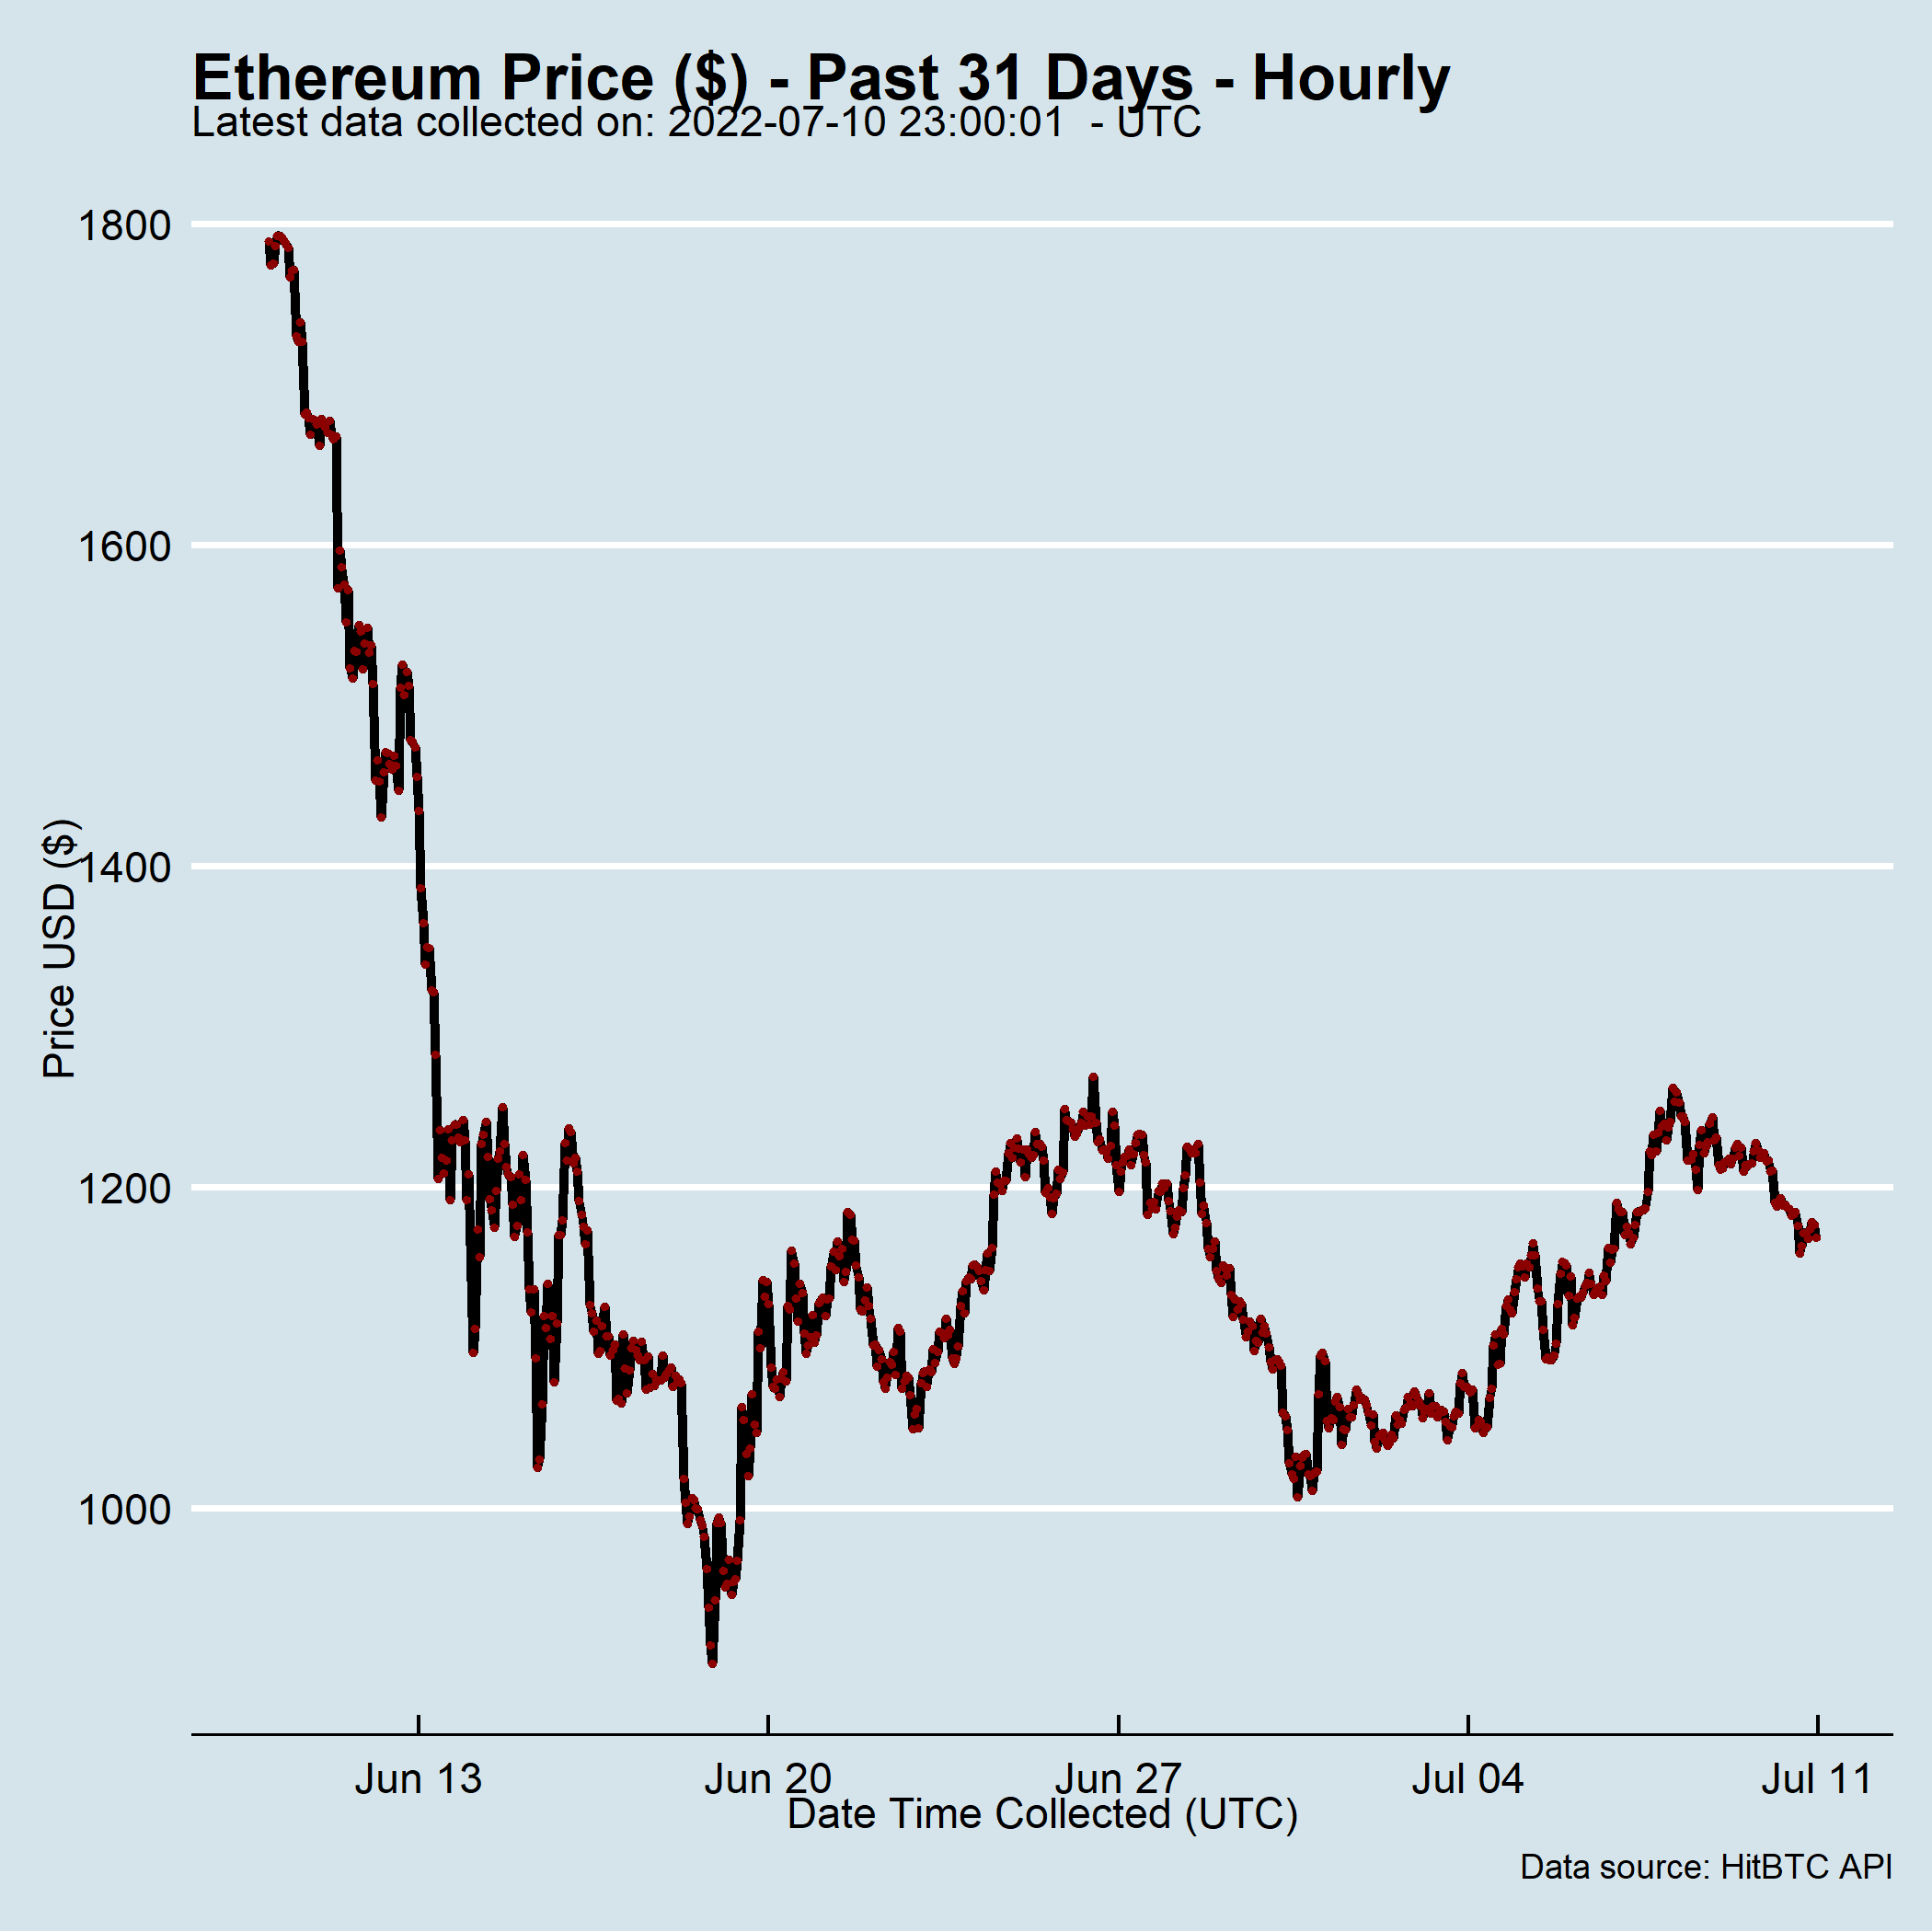 Ethereum Price ($) - Past 31 Days - Hourly
Latest data collected on: 2022-07-10 23:00:01  - UTC
1800
1600
1400
1200
1000
Price USD ($)
Jun 13 Jun 20 Jun 27 Jul 04 Jul 11
Date Time Collected (UTC)
Data source: HitBTC API